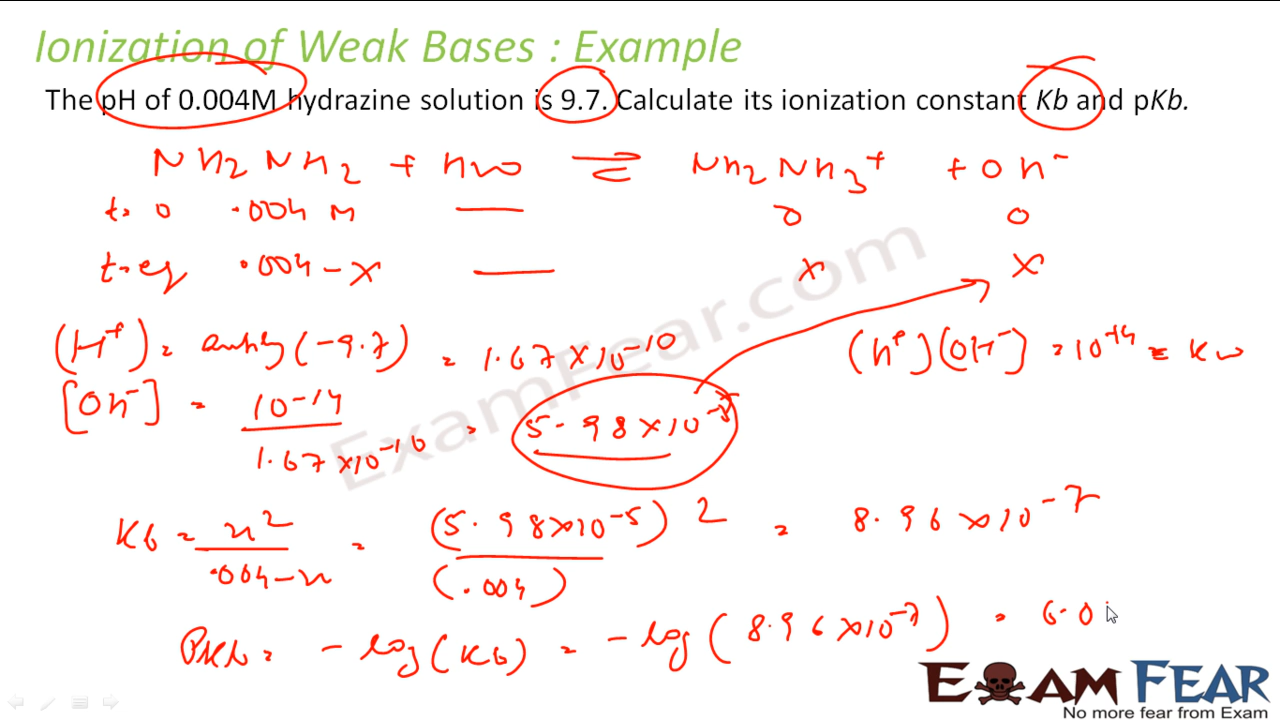 Ionization of Weak Bases : Example
The pH of 0.004M hydrazine solution is 9.7. Calculate its ionization constant Kb and pKb.
NH2 NH2 + H2O ⇌ NH2 NH3+ + OH-
t= 0 .004 M — 0 0
t=eq .004 - x — x x
(H+) = antilog (-9.7) = 1.67 × 10-10 (H+)(OH-) = 10-14 = Kw
[OH-] = 10-14 / 1.67 × 10-10 = 5.98 × 10-5
Kb = x2 / .004 - x = (5.98 × 10-5)2 / (.004) = 8.96 × 10-7
PKb = - log (Kb) = - log (8.96 × 10-7) = 6.0
ExamFear.com
EXAM FEAR
No more fear from Exam